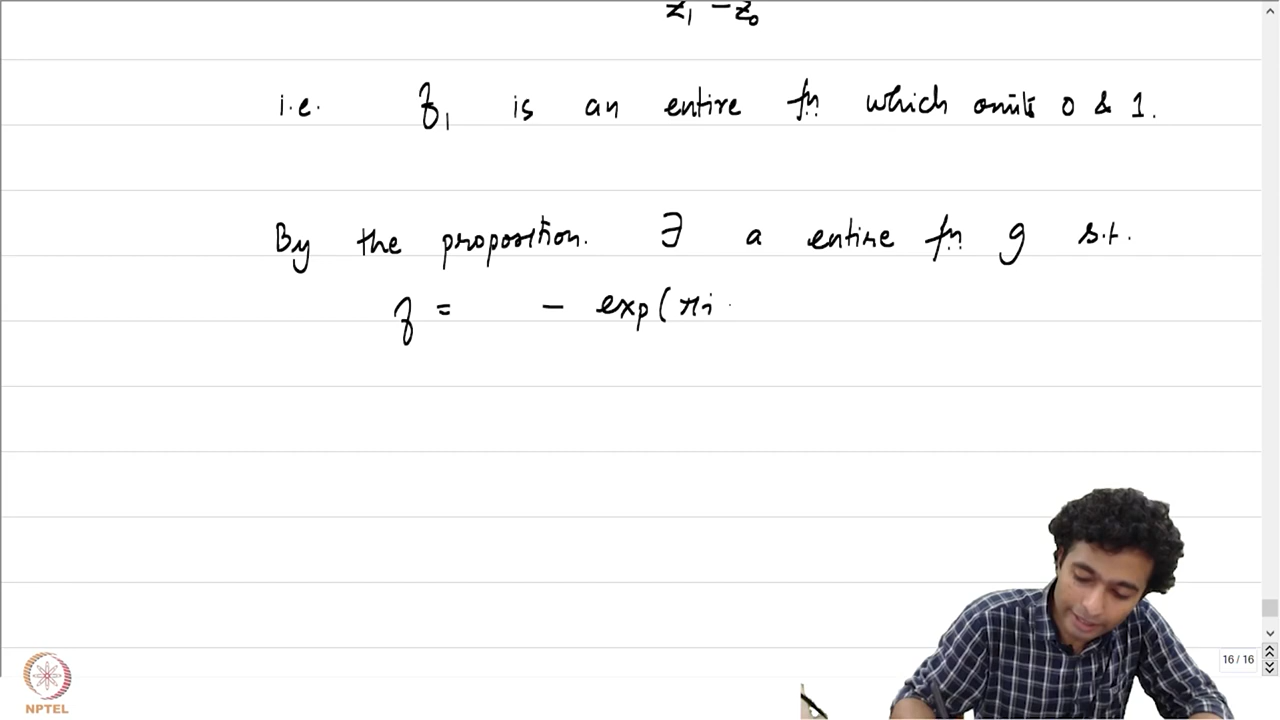 z₁ - z₀
i.e. f₁ is an entire fn which omits 0 & 1.
By the proposition. ∃ a entire fn g s.t.
f = - exp(πi
16 / 16
NPTEL